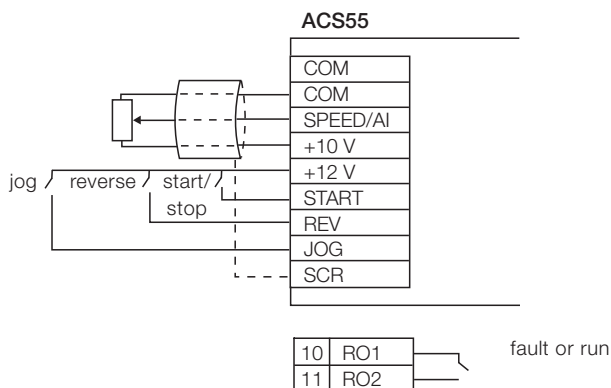 ACS55
COM
COM
SPEED/AI
+10 V
+12 V
jog reverse start/
stop
START
REV
JOG
SCR
10 RO1 fault or run
11 RO2